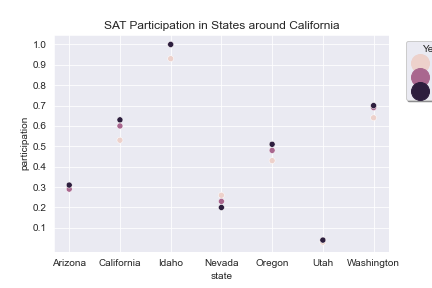 SAT Participation in States around California
Ye
1.0
0.9
0.8
0.7
0.6
0.5
0.4
0.3
0.2
0.1
participation
Arizona California Idaho Nevada Oregon Utah Washington
state